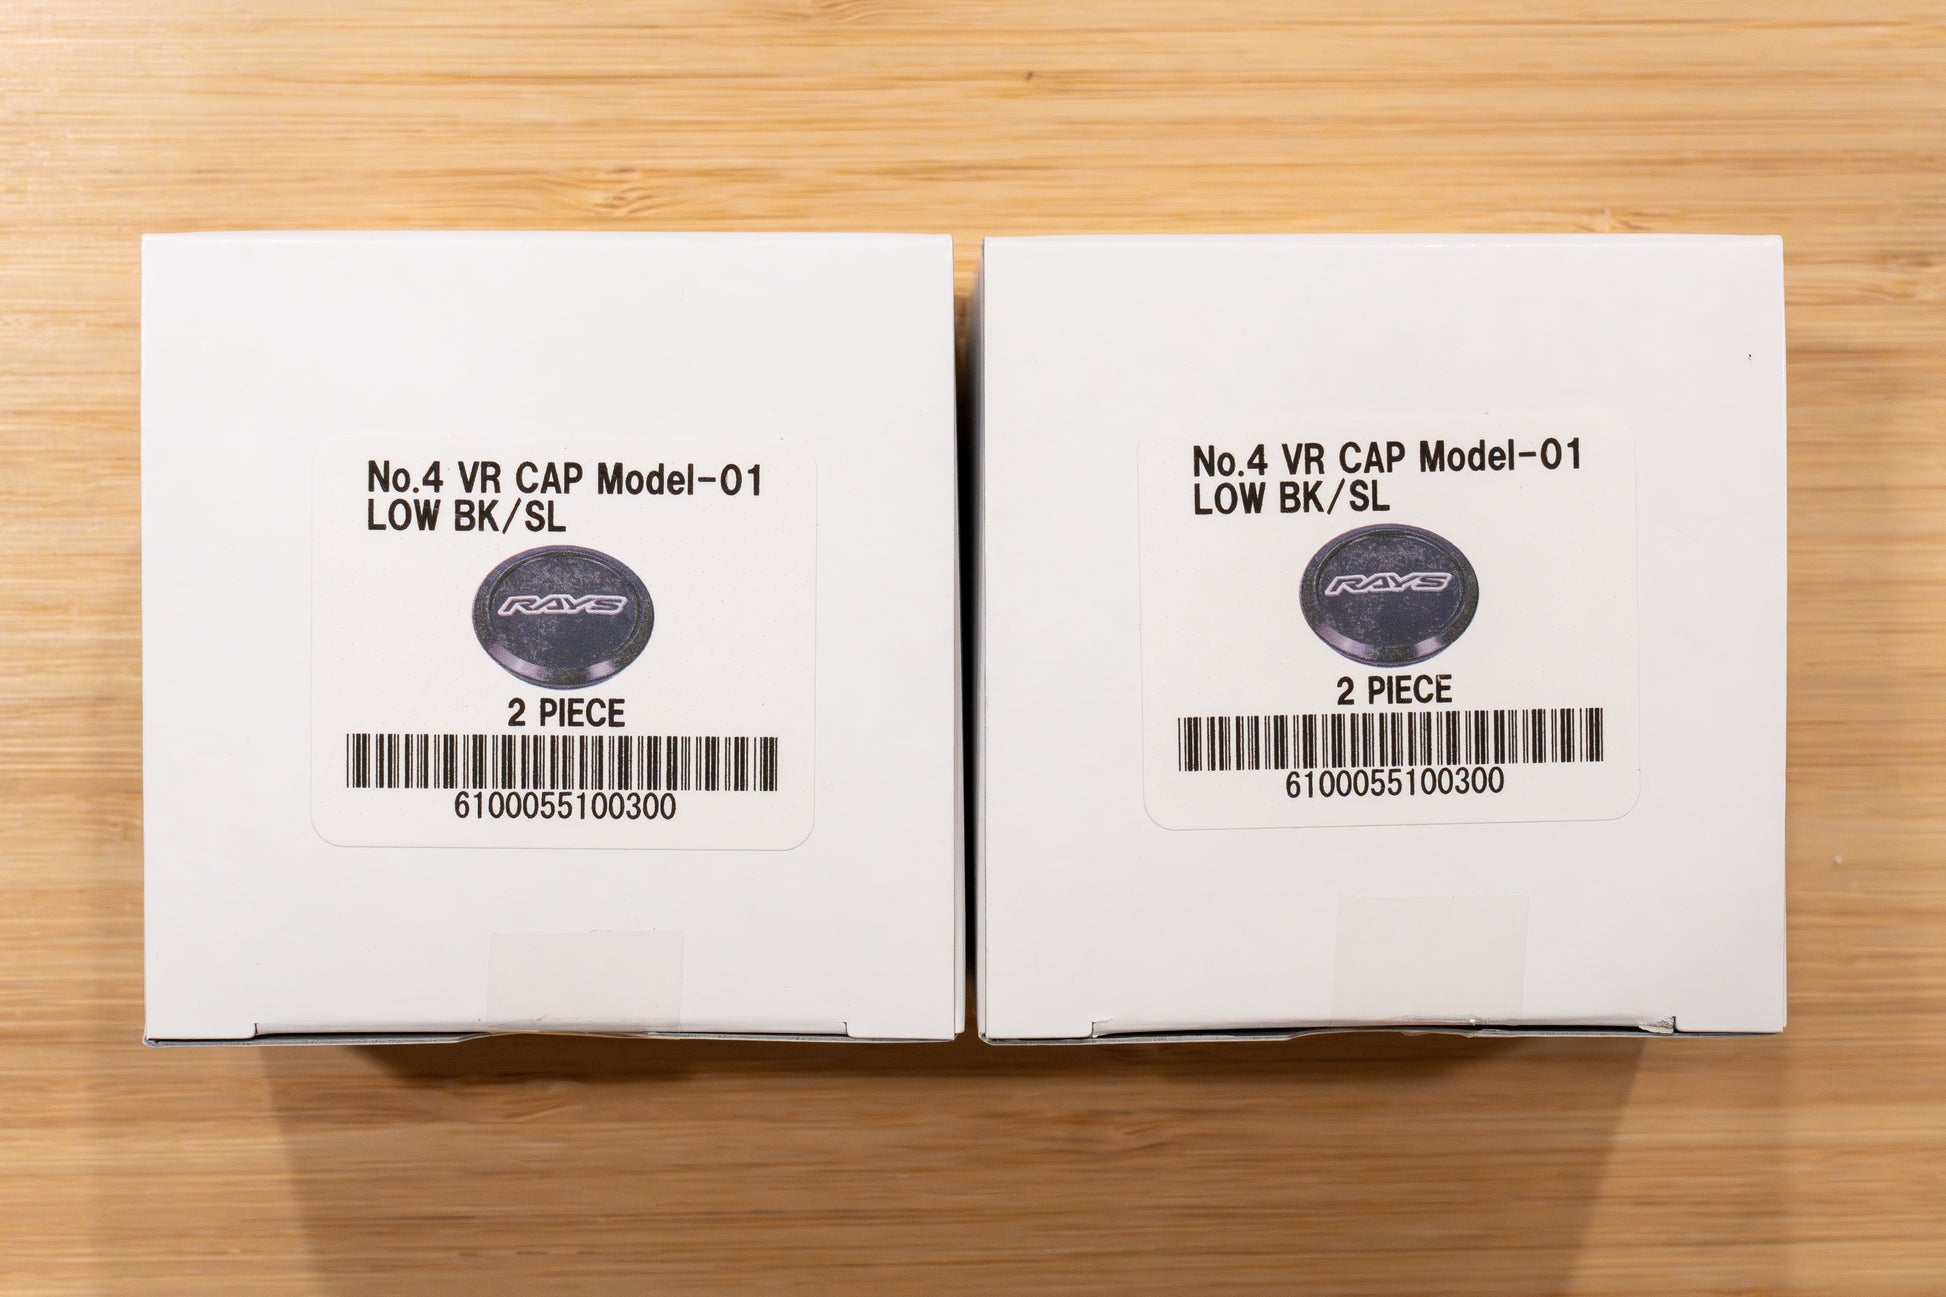 No.4 VR CAP Model-01
LOW BK/SL
RAYS
2 PIECE
6100055100300
No.4 VR CAP Model-01
LOW BK/SL
RAYS
2 PIECE
6100055100300